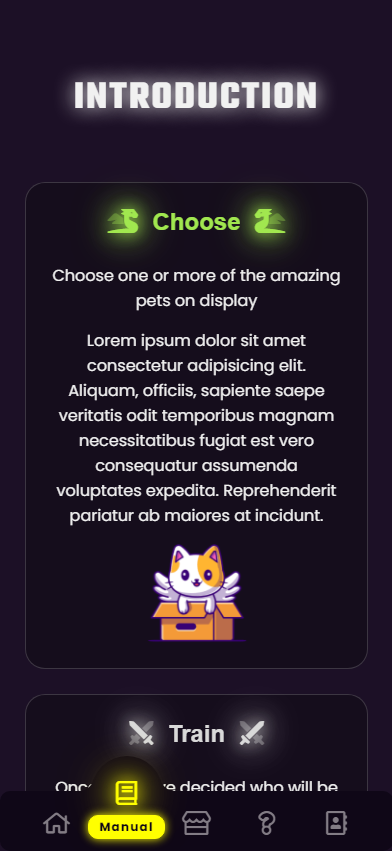 INTRODUCTION
Choose
Choose one or more of the amazing
pets on display
Lorem ipsum dolor sit amet
consectetur adipisicing elit.
Aliquam, officiis, sapiente saepe
veritatis odit temporibus magnam
necessitatibus fugiat est vero
consequatur assumenda
voluptates expedita. Reprehenderit
pariatur ab maiores at incidunt.
Train
decided who will be
Manual